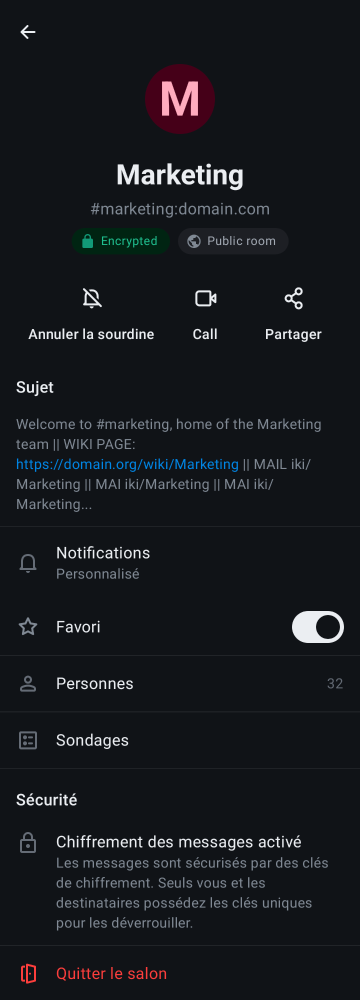 M
Marketing
#marketing:domain.com
Encrypted
Public room
Annuler la sourdine
Call
Partager
Sujet
Welcome to #marketing, home of the Marketing
team || WIKI PAGE:
https://domain.org/wiki/Marketing || MAIL iki/
Marketing || MAI iki/Marketing || MAI iki/
Marketing...
Notifications
Personnalisé
Favori
Personnes 32
Sondages
Sécurité
Chiffrement des messages activé
Les messages sont sécurisés par des clés
de chiffrement. Seuls vous et les
destinataires possédez les clés uniques
pour les déverrouiller.
Quitter le salon